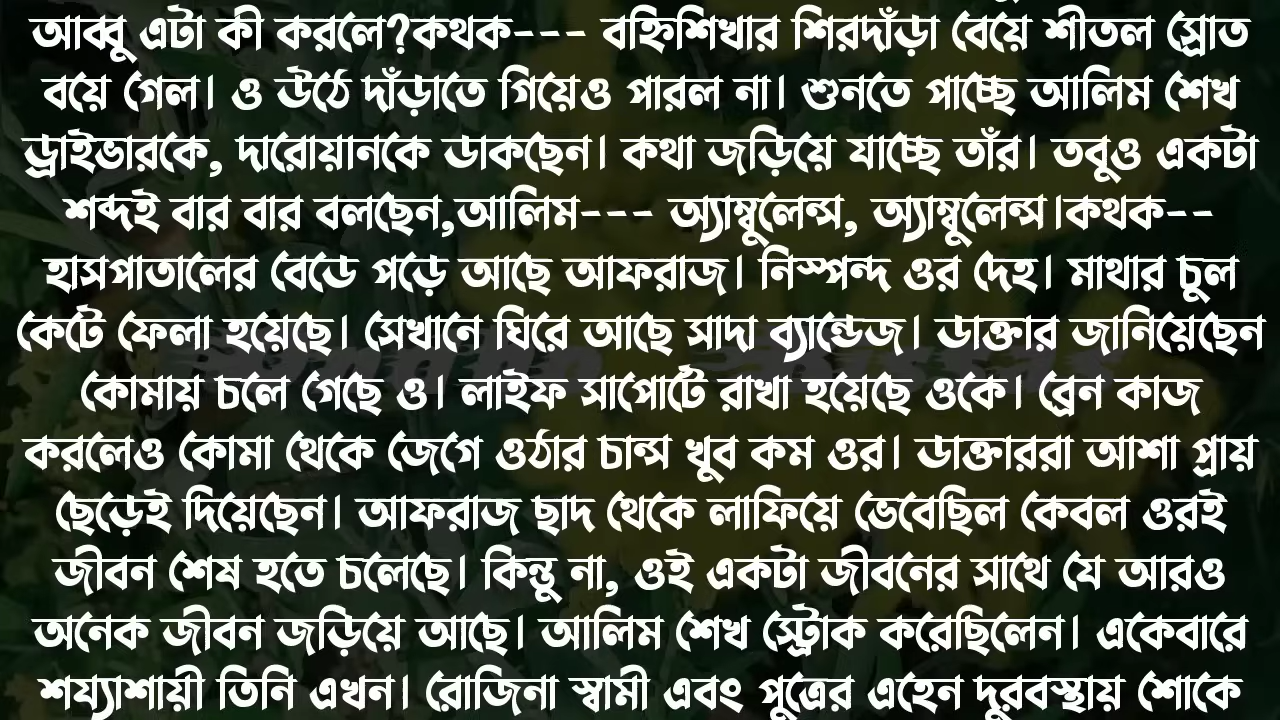 আব্বু এটা কী করলে?কথক--- বহ্নিশিখার শিরদাঁড়া বেয়ে শীতল স্রোত
বয়ে গেল। ও উঠে দাঁড়াতে গিয়েও পারল না। শুনতে পাচ্ছে আলিম শেখ
ড্রাইভারকে, দারোয়ানকে ডাকছেন। কথা জড়িয়ে যাচ্ছে তাঁর। তবুও একটা
শব্দই বার বার বলছেন,আলিম--- অ্যাম্বুলেন্স, অ্যাম্বুলেন্স।কথক--
হাসপাতালের বেডে পড়ে আছে আফরাজ। নিস্পন্দ ওর দেহ। মাথার চুল
কেটে ফেলা হয়েছে। সেখানে ঘিরে আছে সাদা ব্যান্ডেজ। ডাক্তার জানিয়েছেন
কোমায় চলে গেছে ও। লাইফ সাপোর্টে রাখা হয়েছে ওকে। ব্রেন কাজ
করলেও কোমা থেকে জেগে ওঠার চান্স খুব কম ওর। ডাক্তাররা আশা প্রায়
ছেড়েই দিয়েছেন। আফরাজ ছাদ থেকে লাফিয়ে ভেবেছিল কেবল ওরই
জীবন শেষ হতে চলেছে। কিন্তু না, ওই একটা জীবনের সাথে যে আরও
অনেক জীবন জড়িয়ে আছে। আলিম শেখ স্ট্রোক করেছিলেন। একেবারে
শয্যাশায়ী তিনি এখন। রোজিনা স্বামী এবং পুত্রের এহেন দুরবস্থায় শোকে